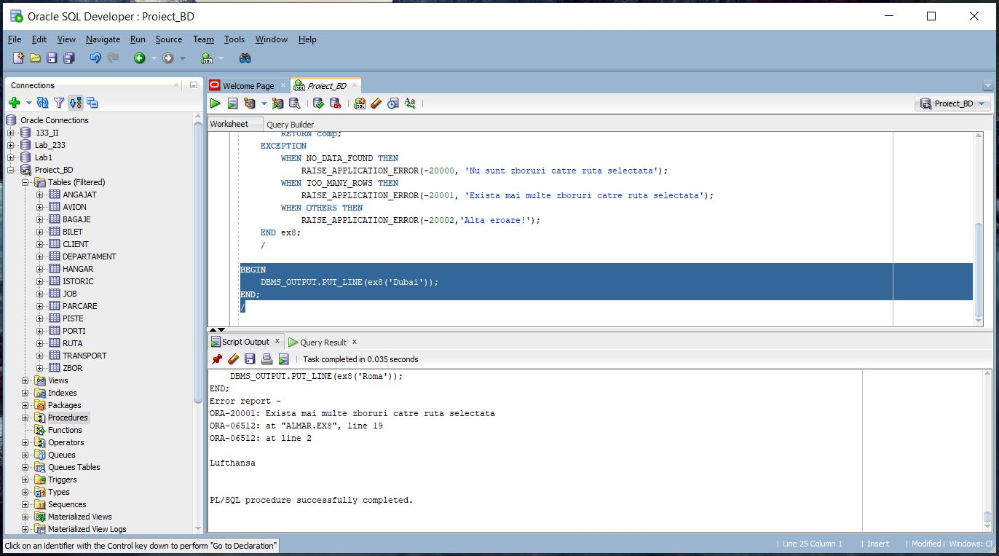 Oracle SQL Developer : Proiect_BD
File Edit View Navigate Run Source Team Tools Window Help
Connections
Welcome Page
Proiect_BD
Proiect_BD
Worksheet Query Builder
Oracle Connections
133_II
Lab_233
Lab1
Proiect_BD
Tables (Filtered)
ANGAJAT
AVION
BAGAJE
BILET
CLIENT
DEPARTAMENT
HANGAR
ISTORIC
JOB
PARCARE
PISTE
PORTI
RUTA
TRANSPORT
ZBOR
Views
Indexes
Packages
Procedures
Functions
Operators
Queues
Queues Tables
Triggers
Types
Sequences
Materialized Views
Materialized View Logs
RETURN comp;
EXCEPTION
WHEN NO_DATA_FOUND THEN
RAISE_APPLICATION_ERROR(-20000, 'Nu sunt zboruri catre ruta selectata');
WHEN TOO_MANY_ROWS THEN
RAISE_APPLICATION_ERROR(-20001, 'Exista mai multe zboruri catre ruta selectata');
WHEN OTHERS THEN
RAISE_APPLICATION_ERROR(-20002,'Alta eroare!');
END ex8;
/
BEGIN
DBMS_OUTPUT.PUT_LINE(ex8('Dubai'));
END;
/
Script Output x Query Result x
Task completed in 0.035 seconds
DBMS_OUTPUT.PUT_LINE(ex8('Roma'));
END;
Error report -
ORA-20001: Exista mai multe zboruri catre ruta selectata
ORA-06512: at "ALMAR.EX8", line 19
ORA-06512: at line 2
Lufthansa
PL/SQL procedure successfully completed.
Click on an identifier with the Control key down to perform "Go to Declaration"
Line 25 Column 1 | Insert | Modified | Windows: